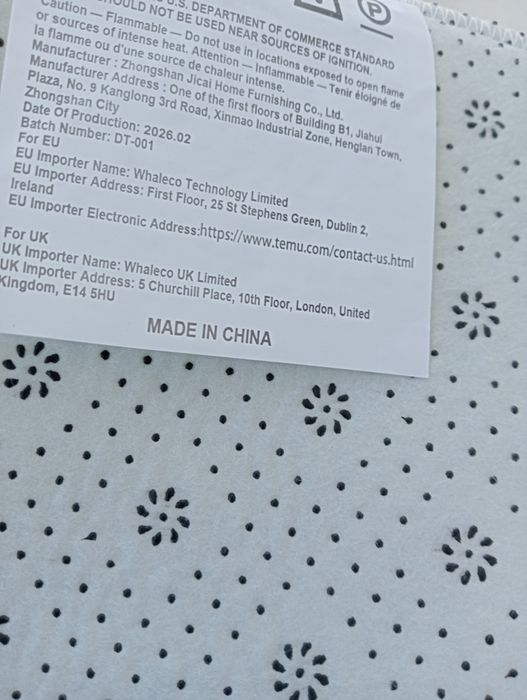 U.S. DEPARTMENT OF COMMERCE STANDARD
SHOULD NOT BE USED NEAR SOURCES OF IGNITION.
Caution — Flammable — Do not use in locations exposed to open flame
or sources of intense heat. Attention — Inflammable — Tenir éloigné de
la flamme ou d'une source de chaleur intense.
Manufacturer : Zhongshan Jicai Home Furnishing Co., Ltd.
Manufacturer Address : One of the first floors of Building B1, Jiahui
Plaza, No. 9 Kanglong 3rd Road, Xinmao Industrial Zone, Henglan Town,
Zhongshan City
Date Of Production: 2026.02
Batch Number: DT-001
For EU
EU Importer Name: Whaleco Technology Limited
EU Importer Address: First Floor, 25 St Stephens Green, Dublin 2,
Ireland
EU Importer Electronic Address:https://www.temu.com/contact-us.html
For UK
UK Importer Name: Whaleco UK Limited
UK Importer Address: 5 Churchill Place, 10th Floor, London, United
Kingdom, E14 5HU
MADE IN CHINA
P